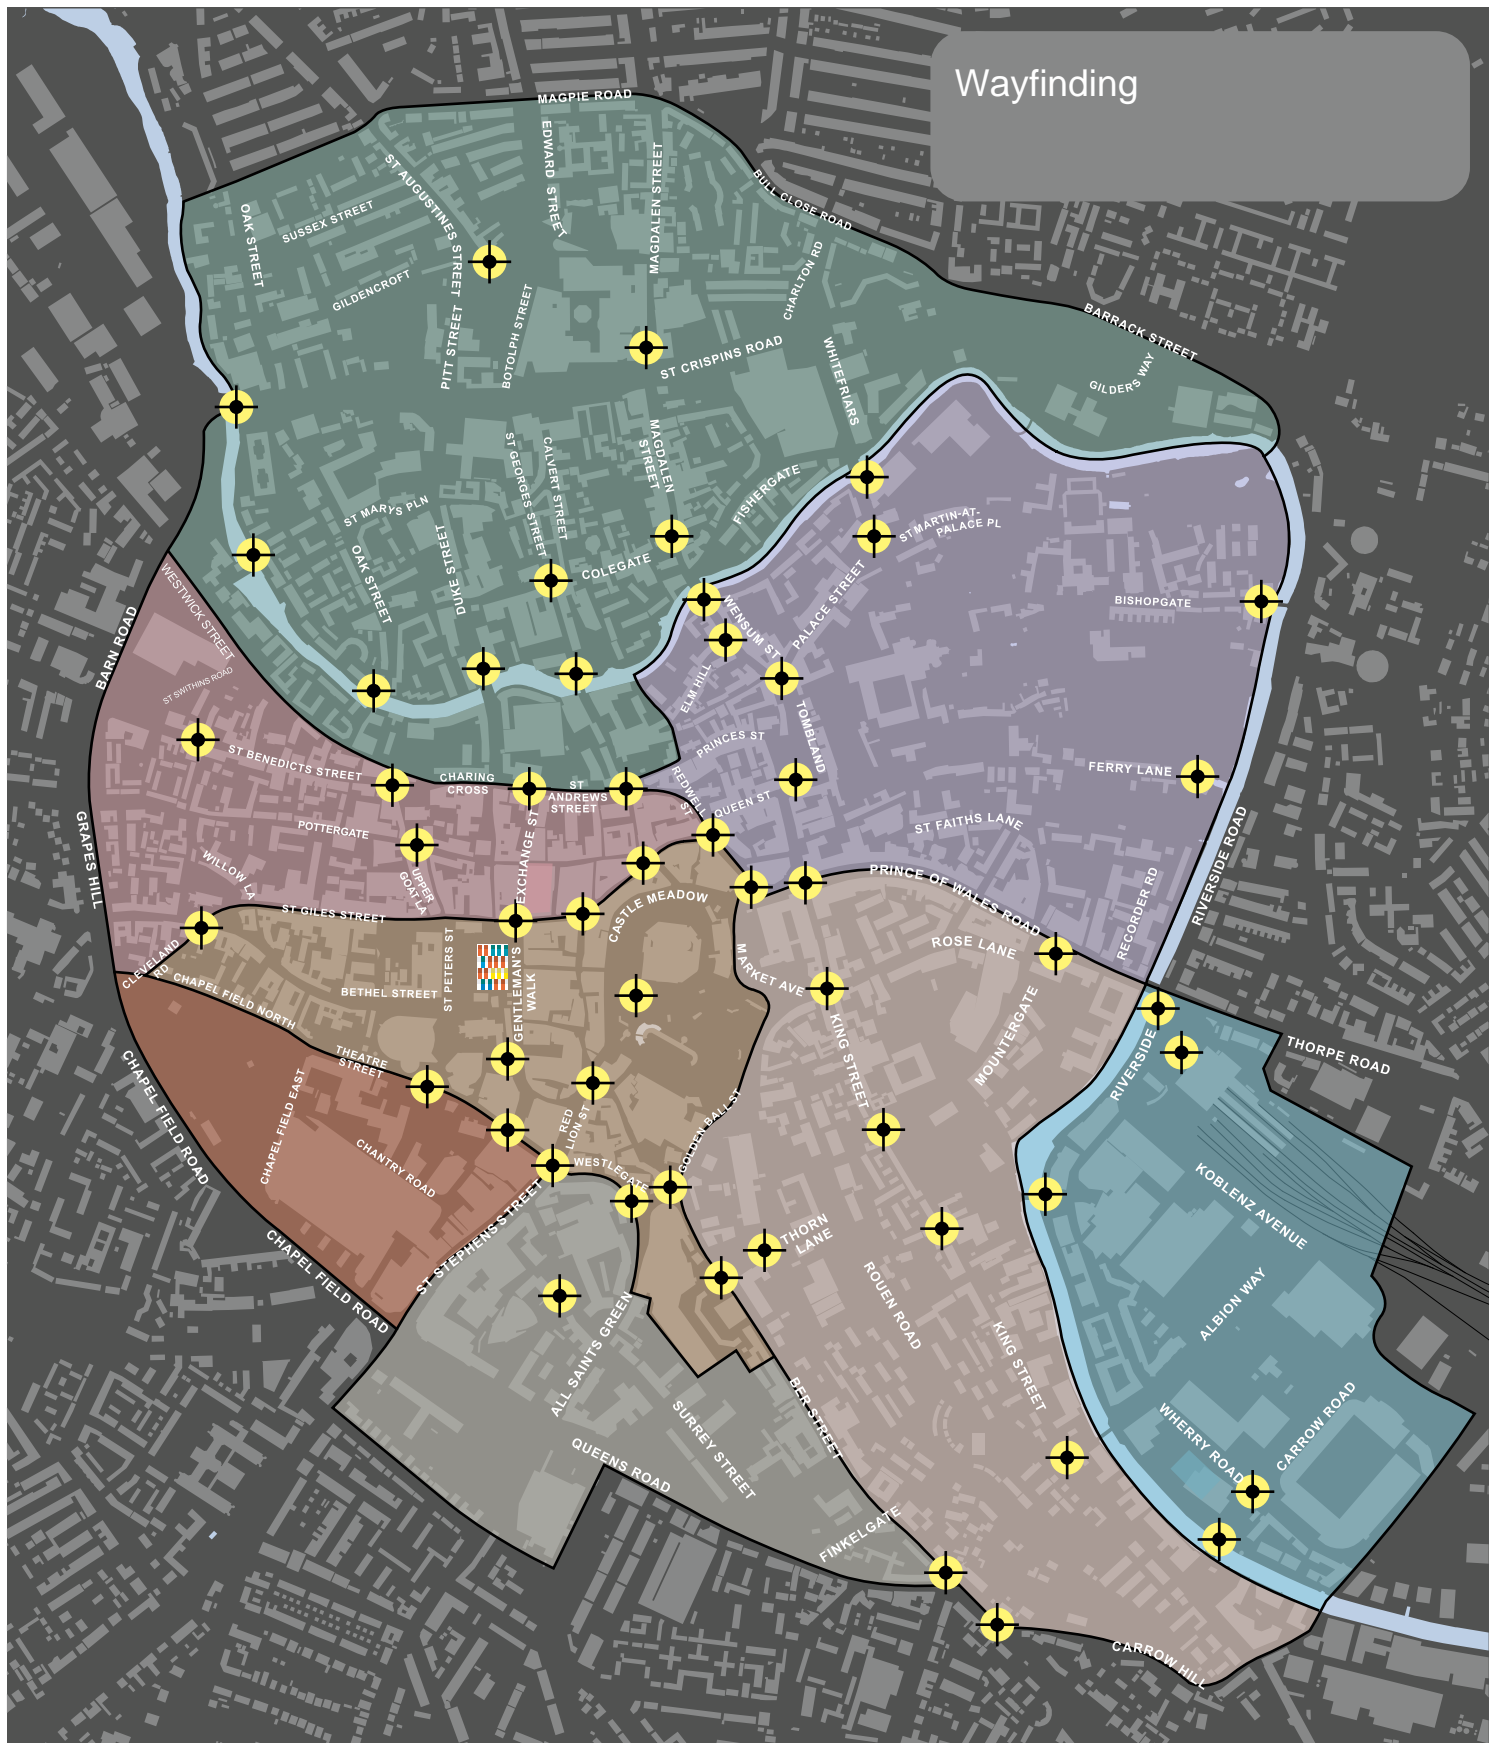 Wayfinding
MAGPIE ROAD
EDWARD STREET
MAGDALEN STREET
ST AUGUSTINES STREET
BULL CLOSE ROAD
OAK STREET
SUSSEX STREET
GILDENCROFT
PITT STREET
BOTOLPH STREET
CHARLTON RD
BARRACK STREET
GILDERS WAY
ST CRISPINS ROAD
WHITEFRIARS
MAGDALEN
STREET
ST GEORGES STREET
CALVERT STREET
FISHERGATE
ST MARYS PLN
DUKE STREET
OAK STREET
COLEGATE
ST MARTIN-AT-
PALACE PL
WESTWICK STREET
BARN ROAD
ST SWITHINS ROAD
WENSUM ST
PALACE STREET
BISHOPGATE
ELM HILL
TOMBLAND
PRINCES ST
ST BENEDICTS STREET
CHARING
CROSS
ST
ANDREWS
STREET
REDWELL
ST
QUEEN ST
FERRY LANE
ST FAITHS LANE
GRAPES HILL
POTTERGATE
WILLOW LA
UPPER
GOAT LA
EXCHANGE ST
PRINCE OF WALES ROAD
RIVERSIDE ROAD
RECORDER RD
ST GILES STREET
CASTLE MEADOW
ROSE LANE
CLEVELAND
RD
CHAPEL FIELD NORTH
BETHEL STREET
ST PETERS ST
GENTLEMAN'S
WALK
MARKET AVE
KING STREET
MOUNTERGATE
RIVERSIDE
THORPE ROAD
THEATRE
STREET
CHAPEL FIELD ROAD
CHAPEL FIELD EAST
CHANTRY ROAD
RED
LION ST
WESTLEGATE
GOLDEN BALL ST
KOBLENZ AVENUE
CHAPEL FIELD ROAD
ST STEPHENS STREET
THORN
LANE
ROUEN ROAD
ALBION WAY
ALL SAINTS GREEN
KING STREET
SURREY STREET
BER STREET
QUEENS ROAD
WHERRY ROAD
CARROW ROAD
FINKELGATE
CARROW HILL